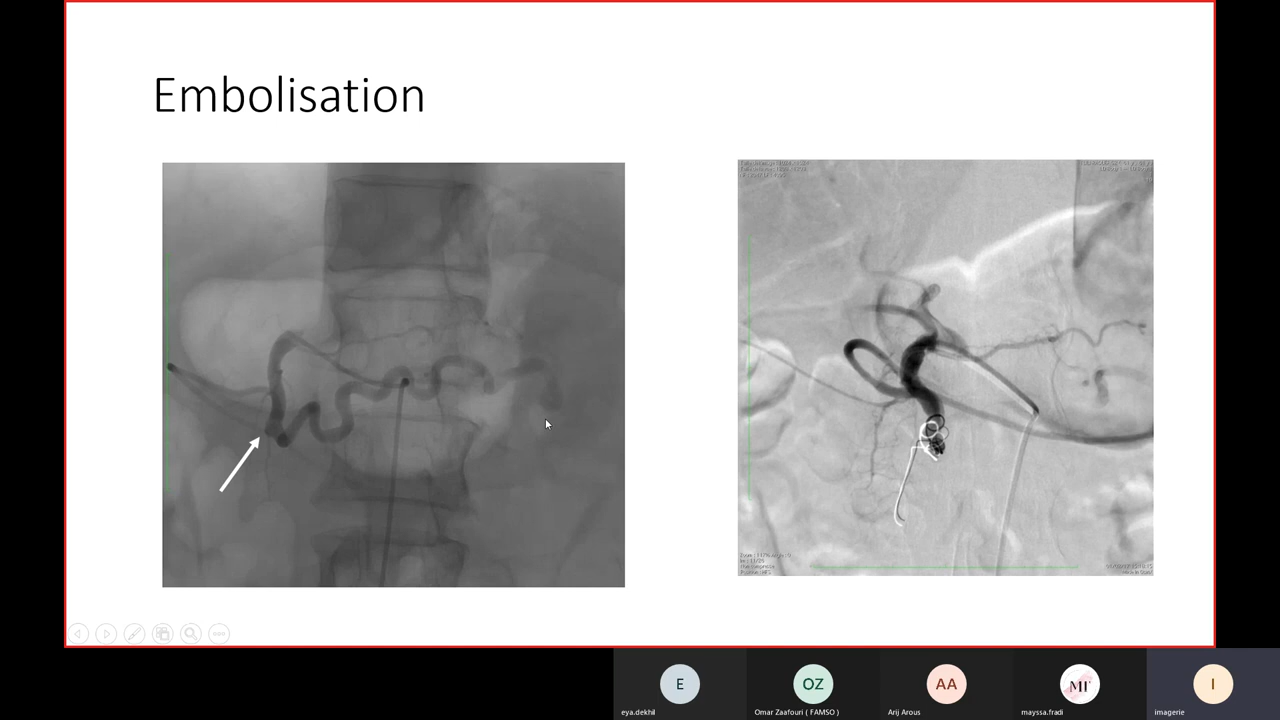 Embolisation
E
OZ
AA
MF
I
eya.dekhil
Omar Zaafouri ( FAMSO )
Arij Arous
mayssa.fradi
imagerie